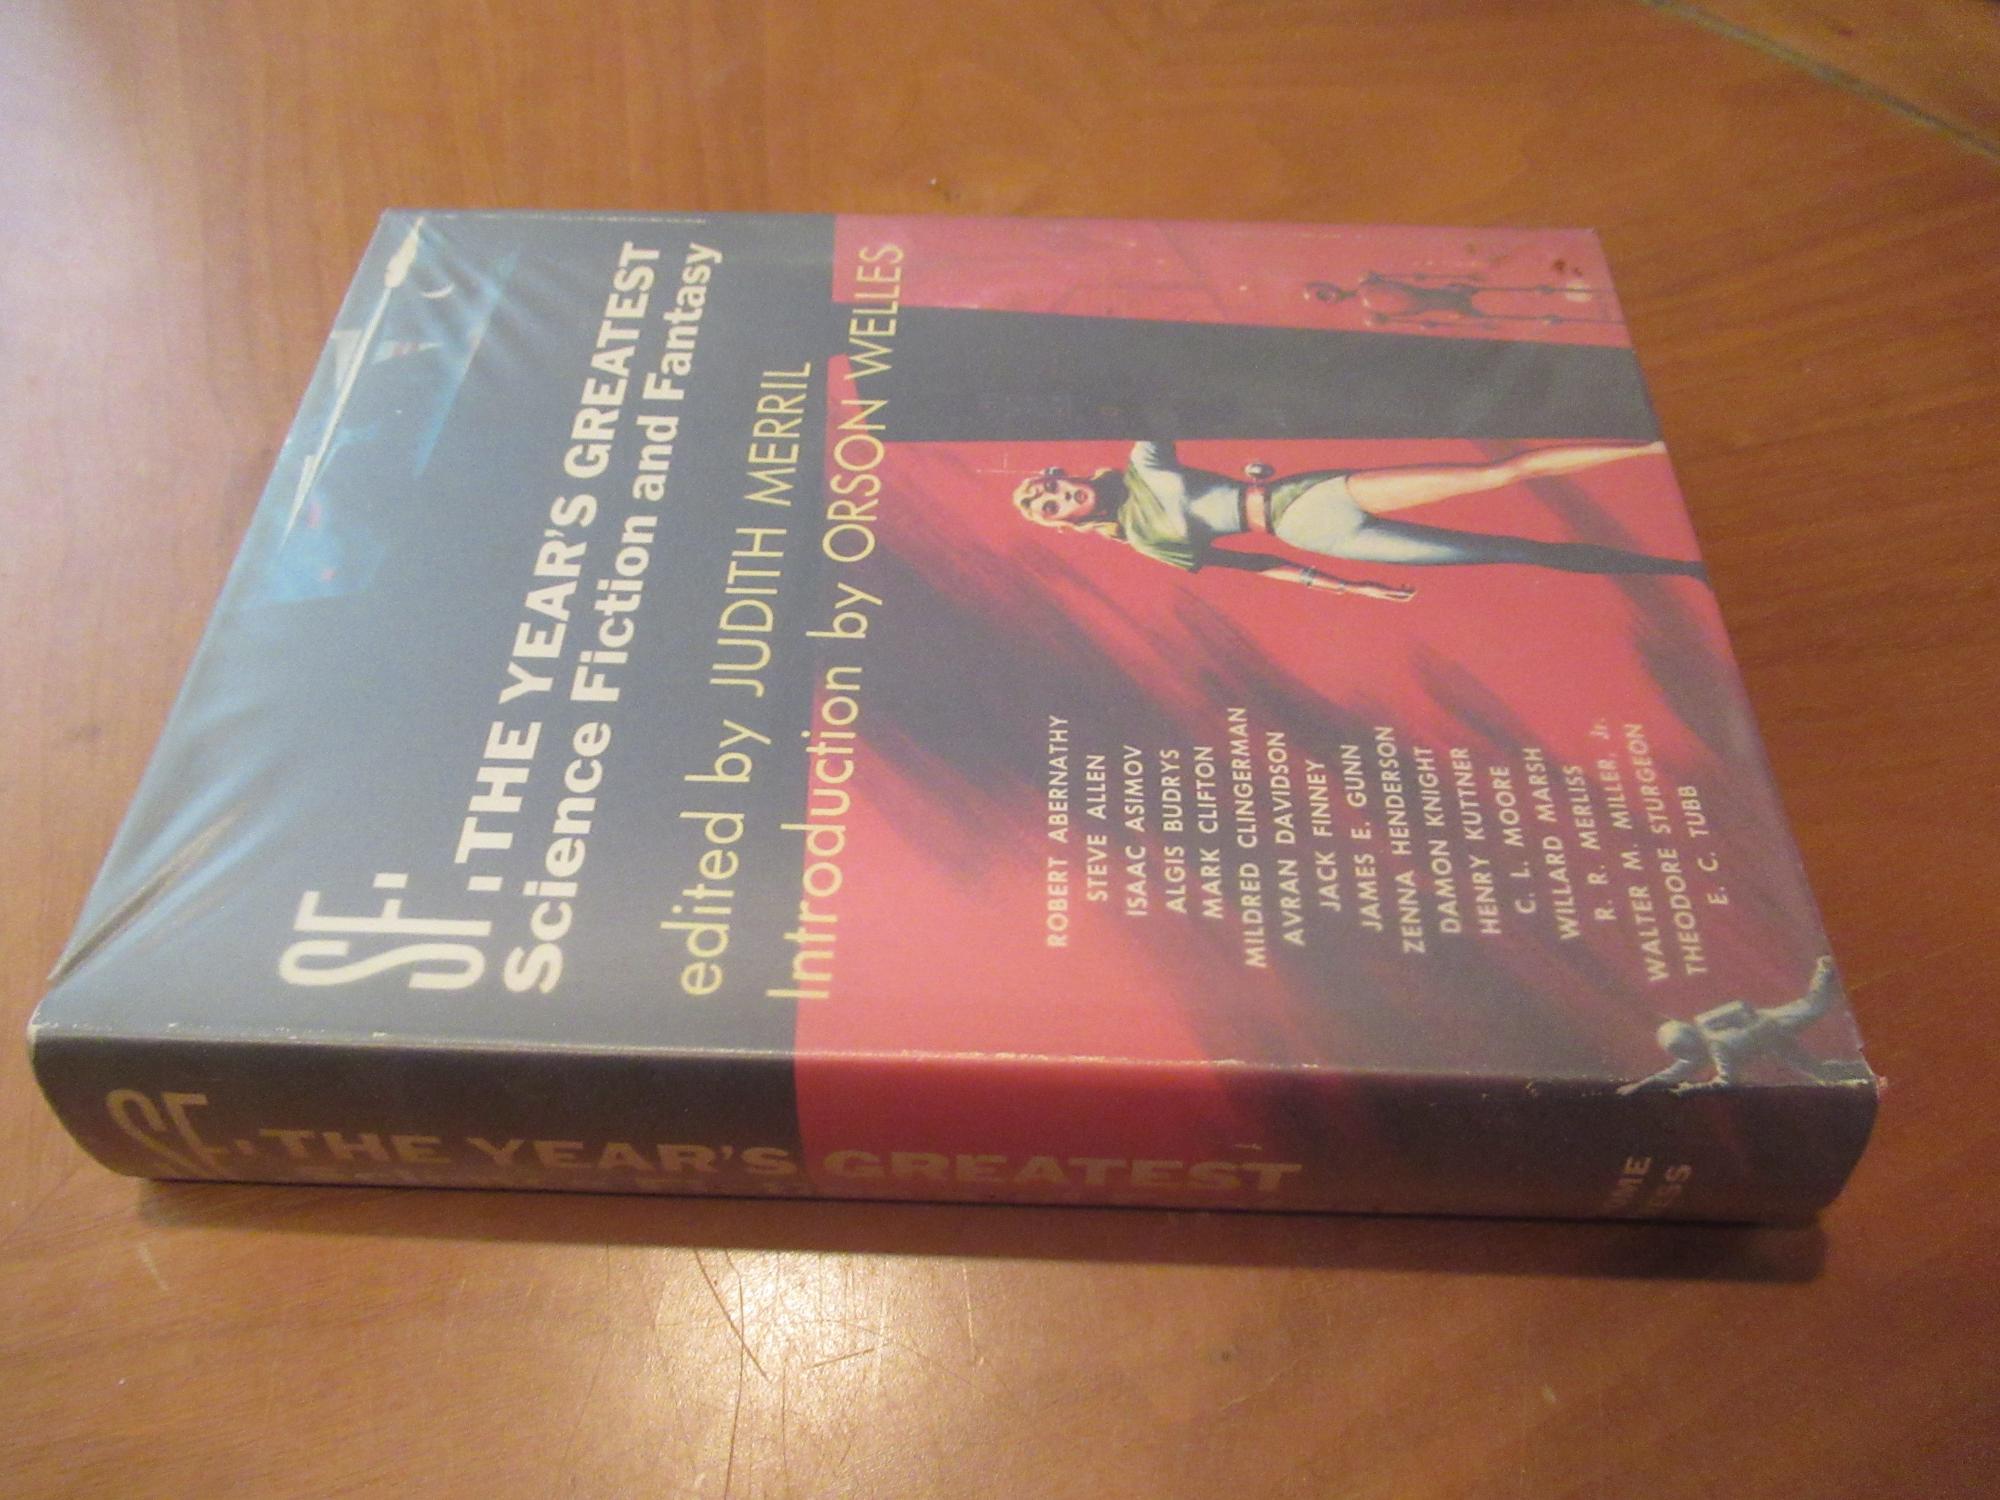 SF:
THE YEAR'S GREATEST
Science Fiction and Fantasy
edited by JUDITH MERRIL
Introduction by ORSON WELLES
ROBERT ABERNATHY
STEVE ALLEN
ISAAC ASIMOV
ALGIS BUDRYS
MARK CLIFTON
MILDRED CLINGERMAN
AVRAN DAVIDSON
JACK FINNEY
JAMES E. GUNN
ZENNA HENDERSON
DAMON KNIGHT
HENRY KUTTNER
C. L. MOORE
WILLARD MARSH
R. R. MERLISS
WALTER M. MILLER, Jr.
THEODORE STURGEON
E. C. TUBB
SF: THE YEAR'S GREATEST